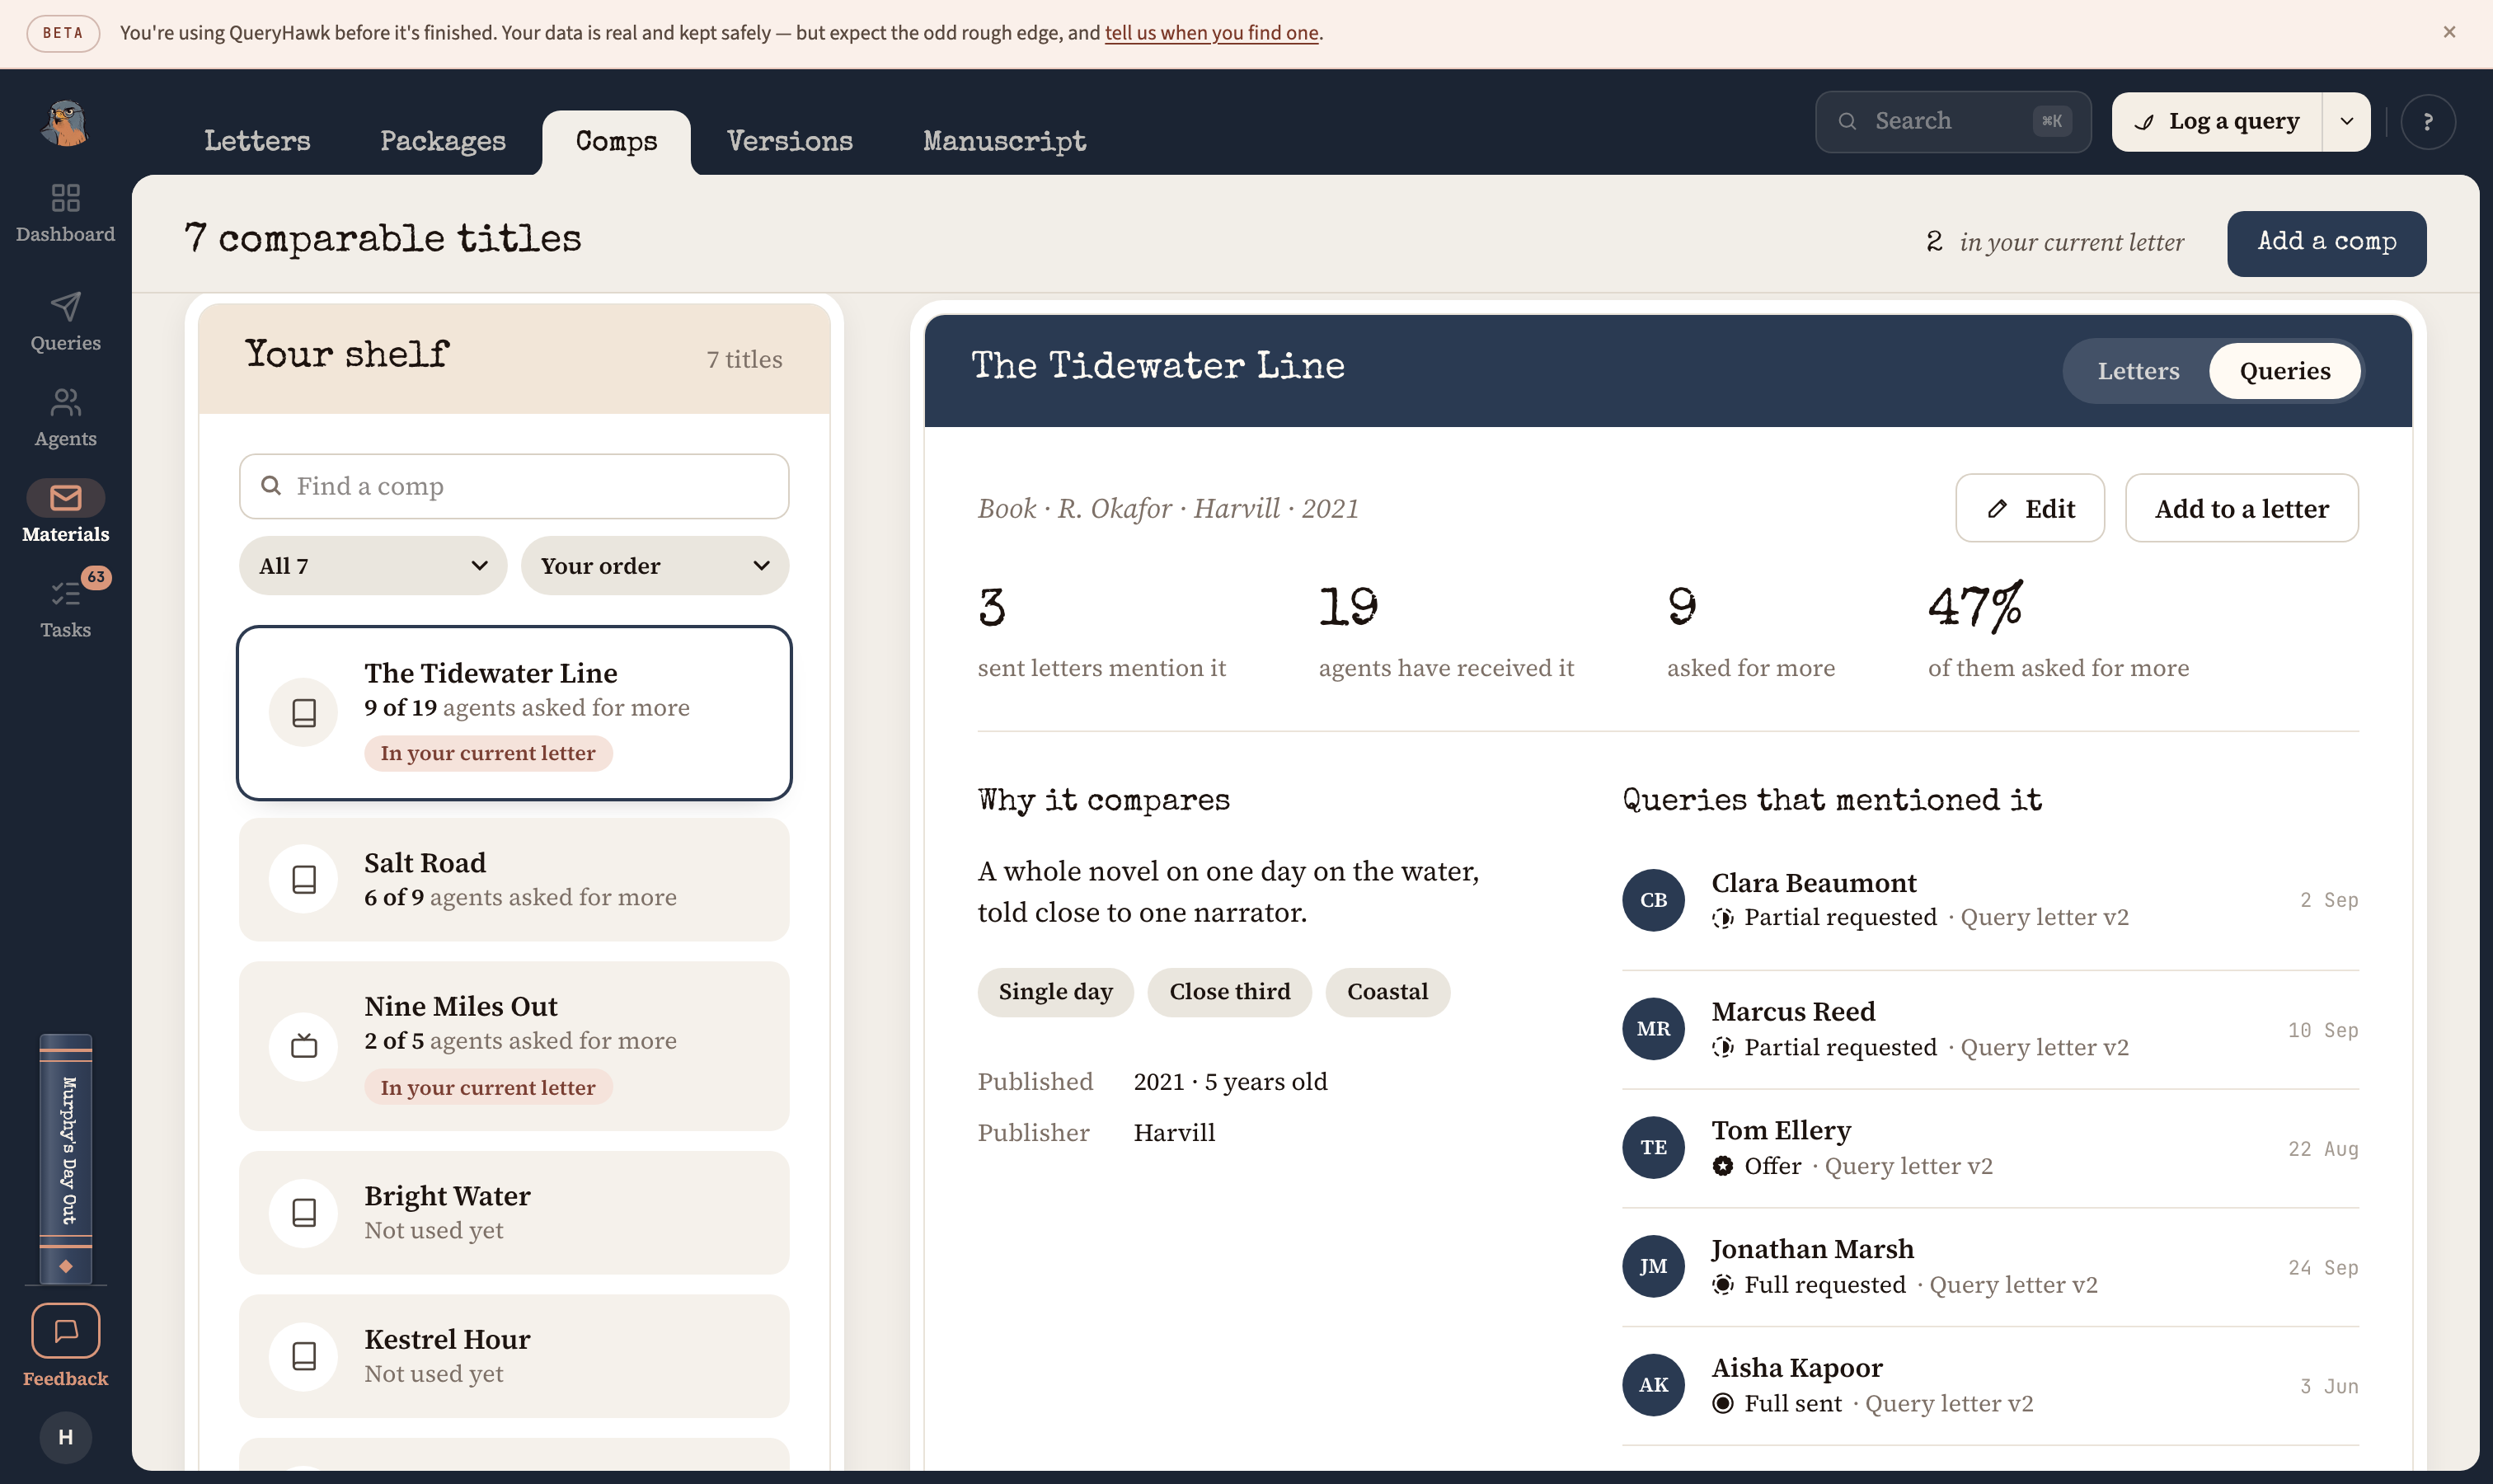 BETA You're using QueryHawk before it's finished. Your data is real and kept safely — but expect the odd rough edge, and tell us when you find one. ×
Letters Packages Comps Versions Manuscript
Search ⌘K
Log a query
?
Dashboard
Queries
Agents
Materials
63
Tasks
Murphy's Day Out
Feedback
H
7 comparable titles
2 in your current letter
Add a comp
Your shelf
7 titles
Find a comp
All 7
Your order
The Tidewater Line
9 of 19 agents asked for more
In your current letter
Salt Road
6 of 9 agents asked for more
Nine Miles Out
2 of 5 agents asked for more
In your current letter
Bright Water
Not used yet
Kestrel Hour
Not used yet
The Tidewater Line
Letters Queries
Book · R. Okafor · Harvill · 2021
Edit
Add to a letter
3
sent letters mention it
19
agents have received it
9
asked for more
47%
of them asked for more
Why it compares
A whole novel on one day on the water,
told close to one narrator.
Single day Close third Coastal
Published 2021 · 5 years old
Publisher Harvill
Queries that mentioned it
CB
Clara Beaumont
Partial requested · Query letter v2
2 Sep
MR
Marcus Reed
Partial requested · Query letter v2
10 Sep
TE
Tom Ellery
Offer · Query letter v2
22 Aug
JM
Jonathan Marsh
Full requested · Query letter v2
24 Sep
AK
Aisha Kapoor
Full sent · Query letter v2
3 Jun